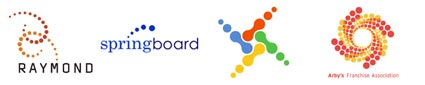 RAYMOND
springboard
Arby's Franchise Association